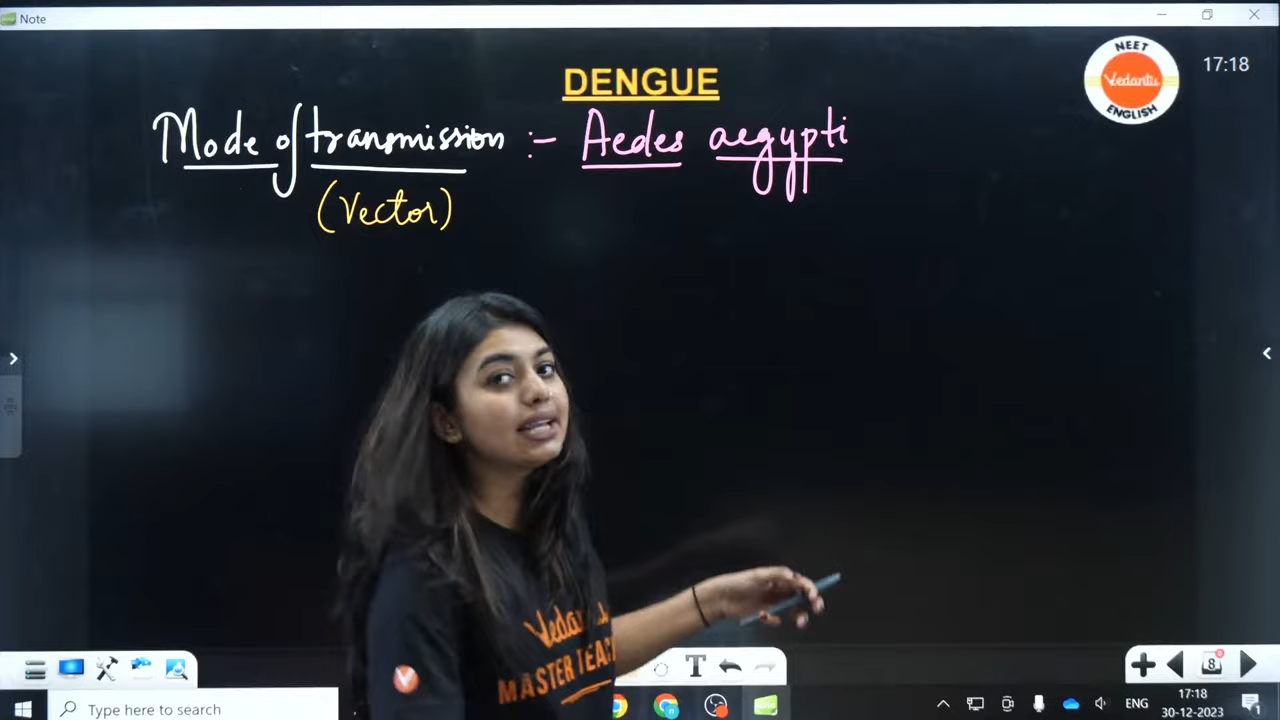 Note
NEET
Vedantu
ENGLISH
17:18
DENGUE
Mode of transmission :- Aedes aegypti
(Vector)
Vedantu
MASTER TEAC
T
8
Type here to search
ENG
17:18
30-12-2023